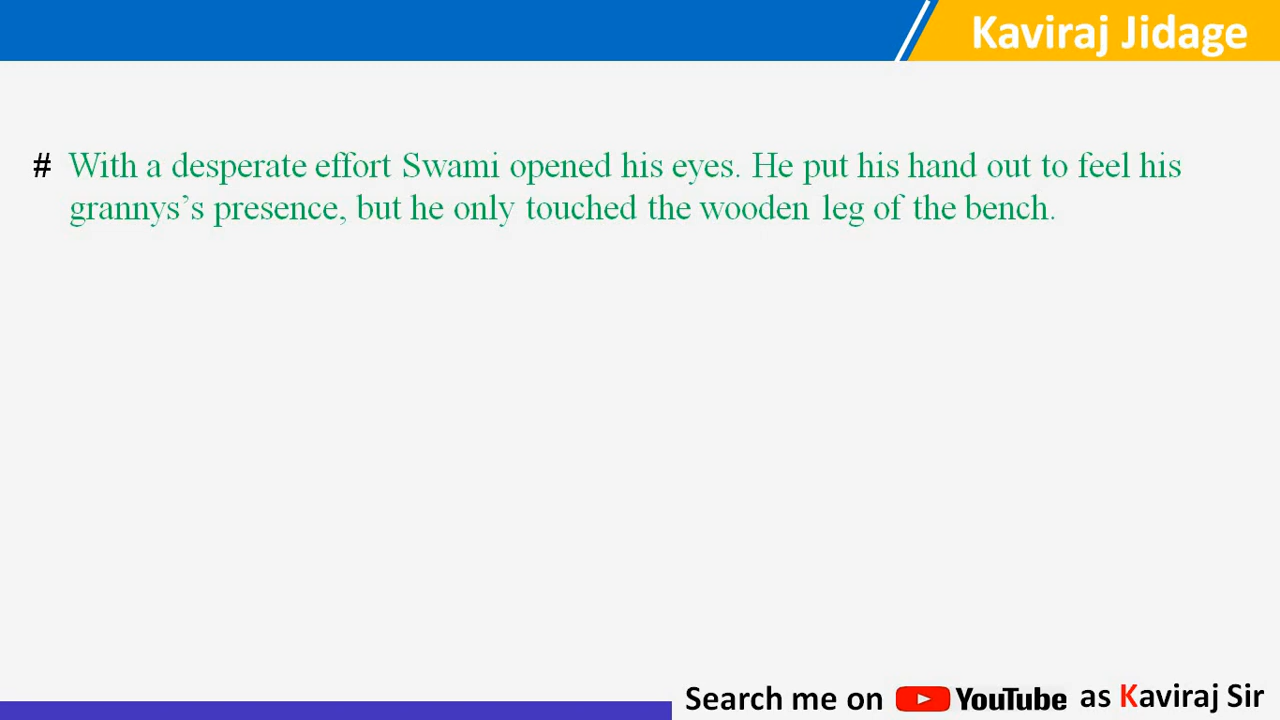 Kaviraj Jidage
# With a desperate effort Swami opened his eyes. He put his hand out to feel his
grannys’s presence, but he only touched the wooden leg of the bench.
Search me on YouTube as Kaviraj Sir